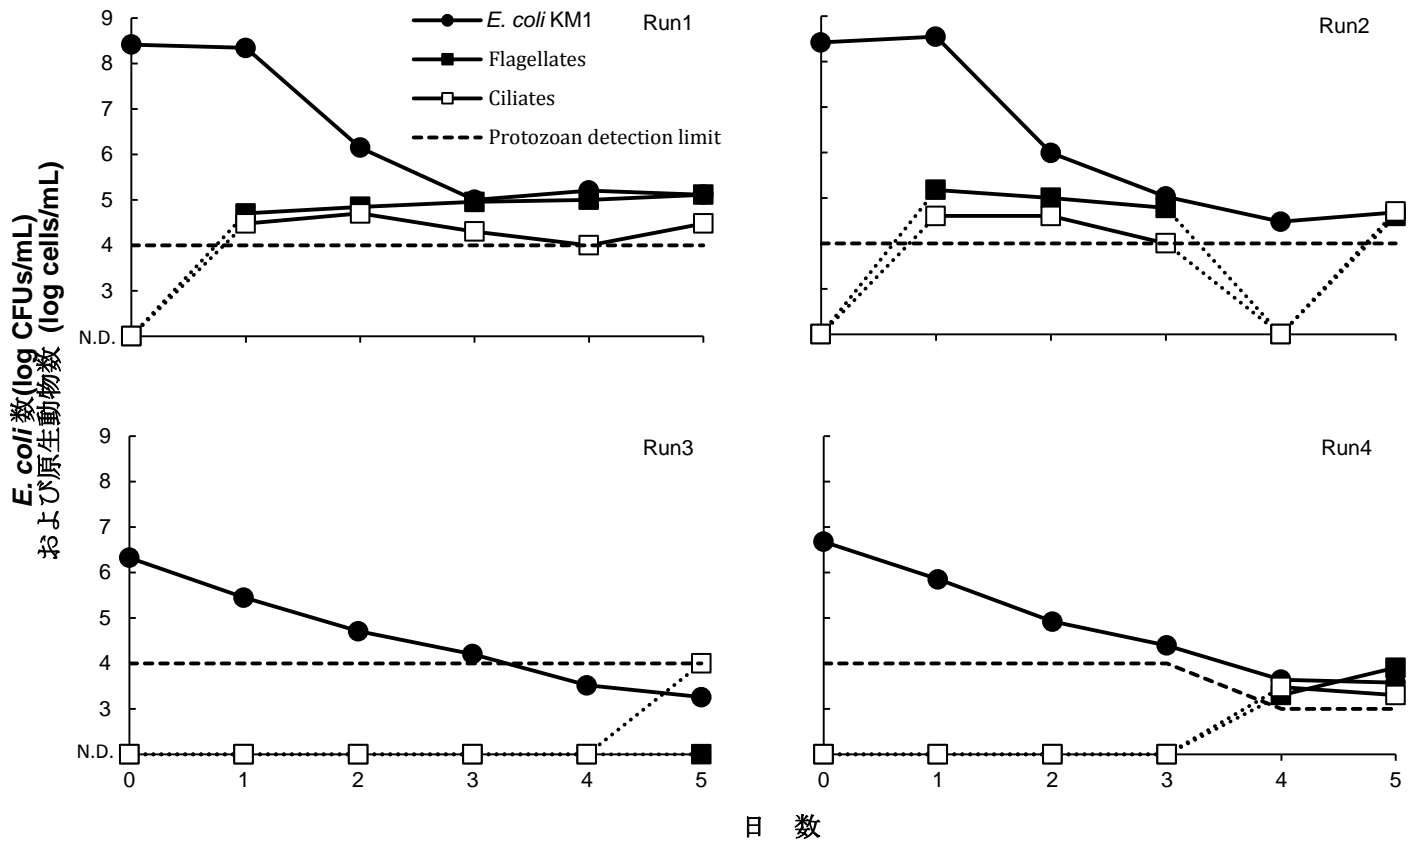 E. coli 数(log CFUs/mL)
および原生動物数 (log cells/mL)
9
8
7
6
5
4
3
N.D.
E. coli KM1
Flagellates
Ciliates
Protozoan detection limit
Run1
Run2
9
8
7
6
5
4
3
N.D.
0 1 2 3 4 5
Run3
0 1 2 3 4 5
Run4
日 数